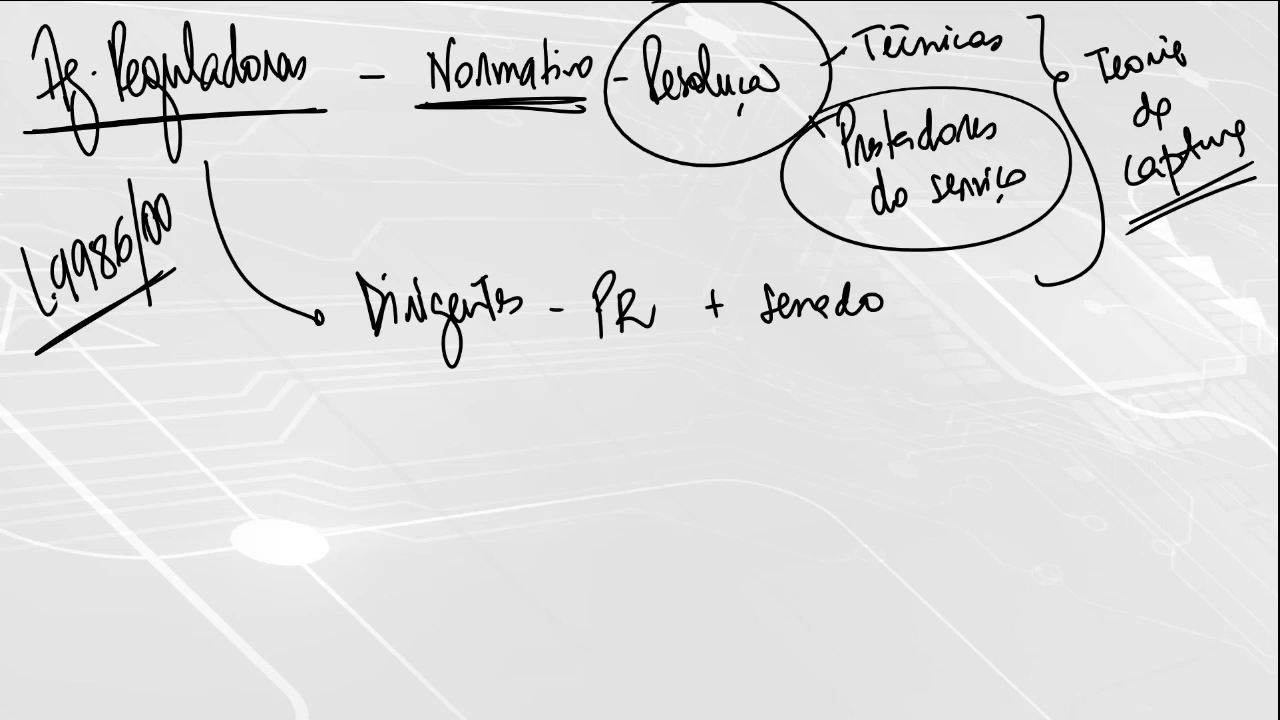 Ag. Reguladoras - Normativo - Resolução
- Técnicas
- Prestadores
do serviço
Teoria
da
captura
L.9986/00
Dirigentes - PR + Senado